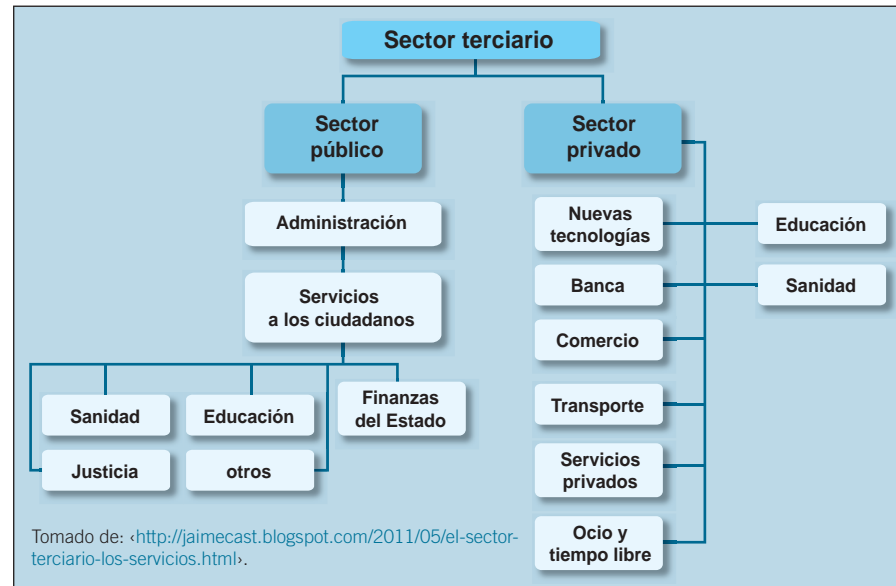 Sector terciario
Sector
público
Sector
privado
Administración
Servicios
a los ciudadanos
Sanidad
Educación
Finanzas
del Estado
Justicia
otros
Nuevas
tecnologías
Educación
Banca
Sanidad
Comercio
Transporte
Servicios
privados
Ocio y
tiempo libre
Tomado de: ‹http://jaimecast.blogspot.com/2011/05/el-sector-
terciario-los-servicios.html›.